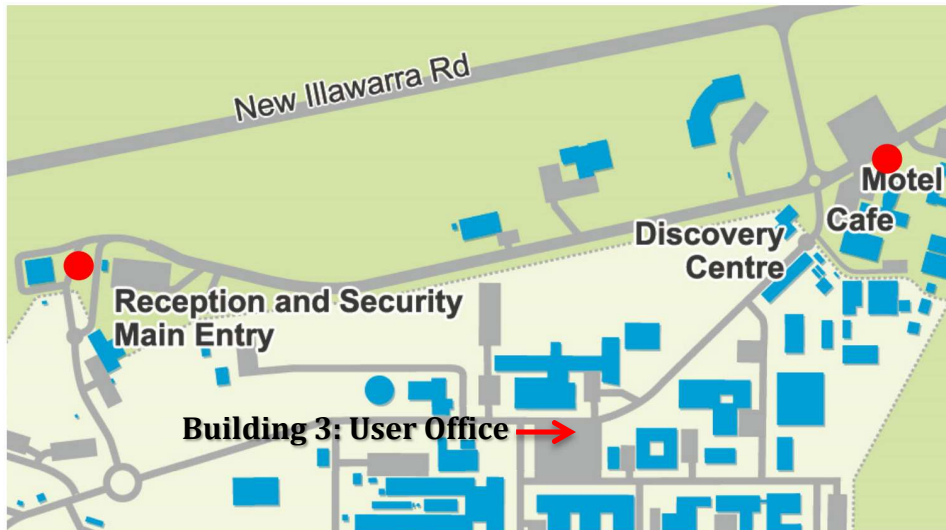 New Illawarra Rd
Motel
Cafe
Discovery
Centre
Reception and Security
Main Entry
Building 3: User Office